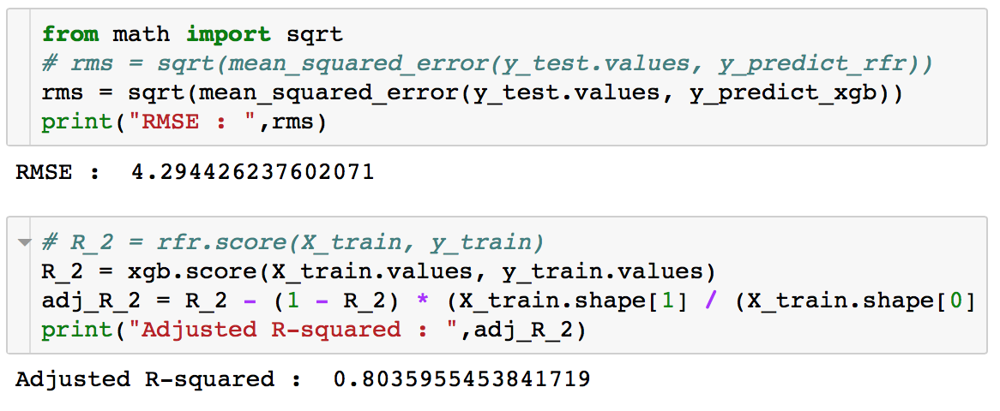 from math import sqrt
# rms = sqrt(mean_squared_error(y_test.values, y_predict_rfr))
rms = sqrt(mean_squared_error(y_test.values, y_predict_xgb))
print("RMSE : ",rms)
RMSE :  4.294426237602071
# R_2 = rfr.score(X_train, y_train)
R_2 = xgb.score(X_train.values, y_train.values)
adj_R_2 = R_2 - (1 - R_2) * (X_train.shape[1] / (X_train.shape[0]
print("Adjusted R-squared : ",adj_R_2)
Adjusted R-squared :  0.8035955453841719